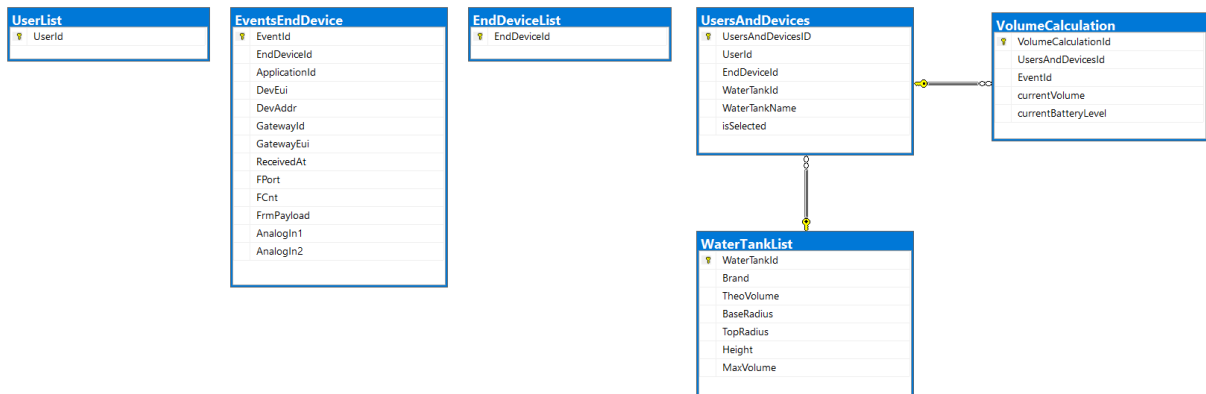 UserList
UserId
EventsEndDevice
EventId
EndDeviceId
ApplicationId
DevEui
DevAddr
GatewayId
GatewayEui
ReceivedAt
FPort
FCnt
FrmPayload
AnalogIn1
AnalogIn2
EndDeviceList
EndDeviceId
UsersAndDevices
UsersAndDevicesID
UserId
EndDeviceId
WaterTankId
WaterTankName
isSelected
VolumeCalculation
VolumeCalculationId
UsersAndDevicesId
EventId
currentVolume
currentBatteryLevel
WaterTankList
WaterTankId
Brand
TheoVolume
BaseRadius
TopRadius
Height
MaxVolume